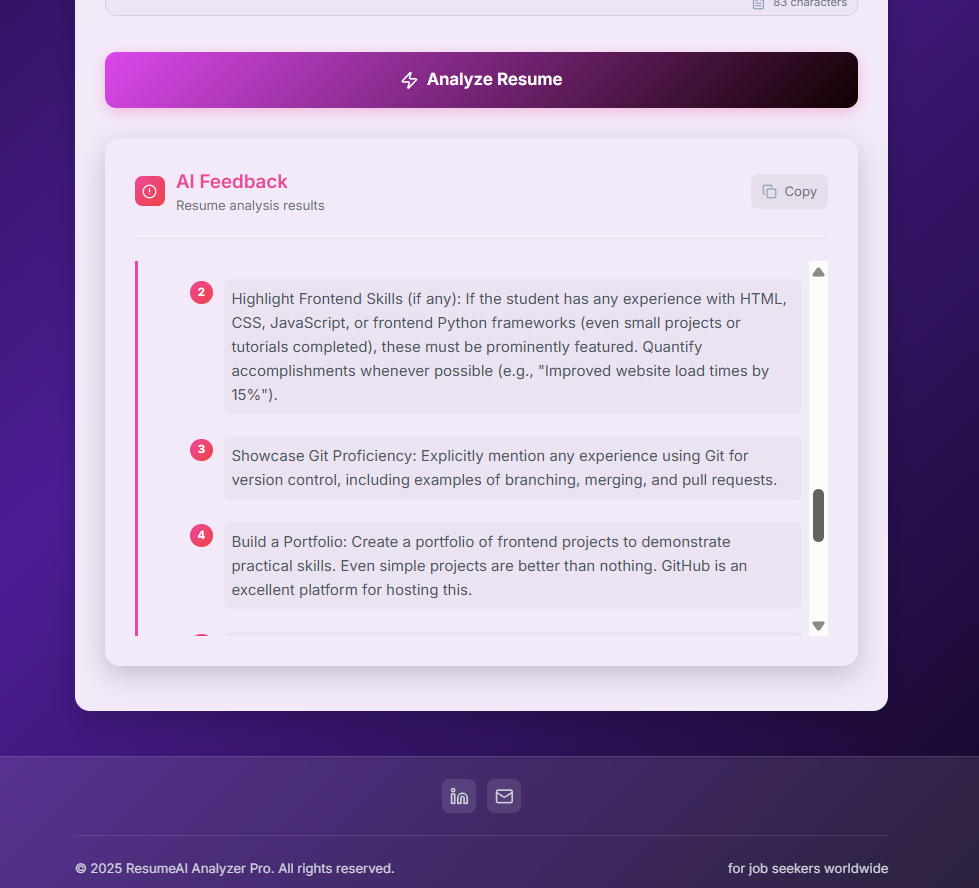 83 characters
Analyze Resume
AI Feedback
Resume analysis results
Copy
2
Highlight Frontend Skills (if any): If the student has any experience with HTML,
CSS, JavaScript, or frontend Python frameworks (even small projects or
tutorials completed), these must be prominently featured. Quantify
accomplishments whenever possible (e.g., "Improved website load times by
15%").
3
Showcase Git Proficiency: Explicitly mention any experience using Git for
version control, including examples of branching, merging, and pull requests.
4
Build a Portfolio: Create a portfolio of frontend projects to demonstrate
practical skills. Even simple projects are better than nothing. GitHub is an
excellent platform for hosting this.
in
© 2025 ResumeAI Analyzer Pro. All rights reserved.
for job seekers worldwide